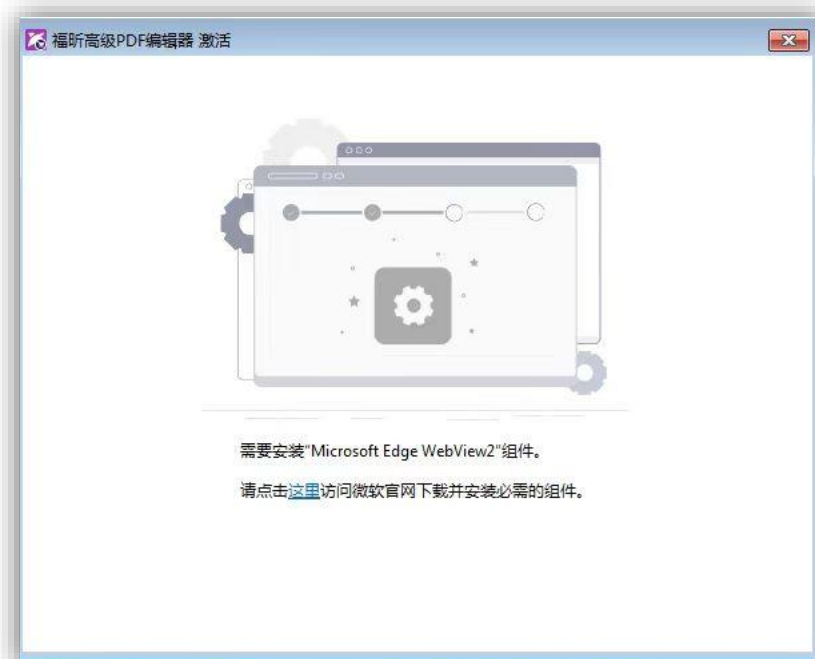 福昕高级PDF编辑器 激活
需要安装"Microsoft Edge WebView2"组件。
请点击这里访问微软官网下载并安装必需的组件。